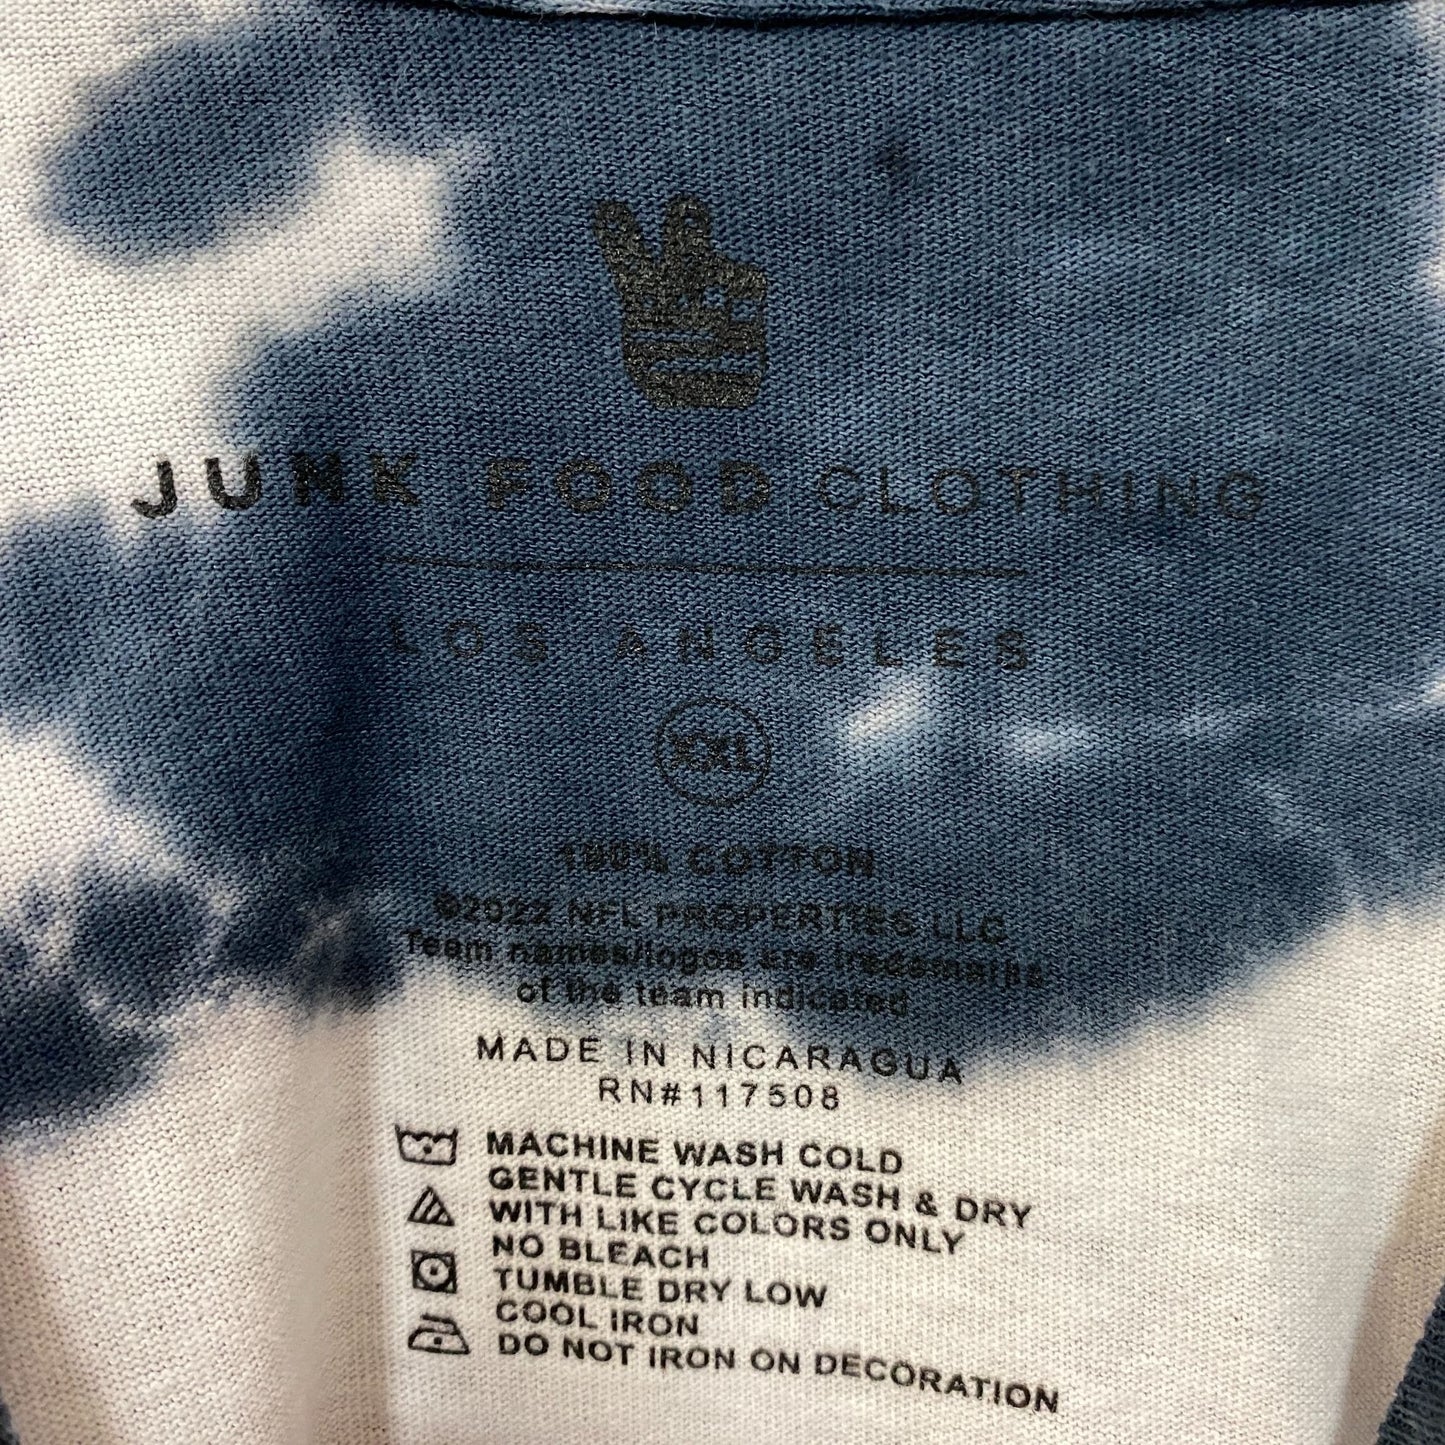 JUNK FOOD CLOTHING
LOS ANGELES
XXL
100% COTTON
©2022 NFL PROPERTIES LLC
Team names/logos are trademarks
of the team indicated
MADE IN NICARAGUA
RN#117508
MACHINE WASH COLD
GENTLE CYCLE WASH & DRY
WITH LIKE COLORS ONLY
NO BLEACH
TUMBLE DRY LOW
COOL IRON
DO NOT IRON ON DECORATION